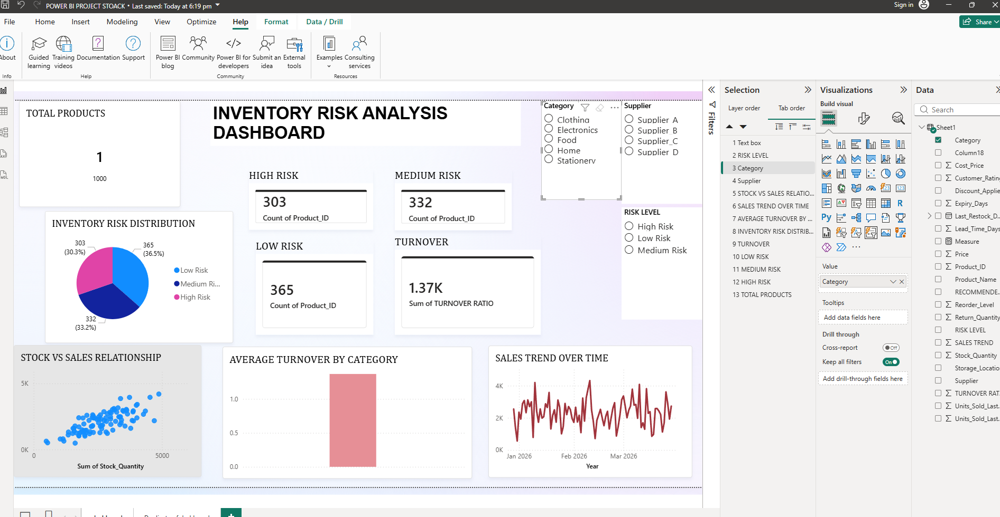 POWER BI PROJECT STOACK • Last saved: Today at 6:19 pm
Sign in
File
Home
Insert
Modeling
View
Optimize
Help
Format
Data / Drill
Share
About
Guided learning
Training videos
Documentation
Support
Power BI blog
Community
Power BI for developers
Submit an idea
External tools
Examples
Consulting services
Info
Help
Community
Resources
TOTAL PRODUCTS
1
1000
INVENTORY RISK ANALYSIS
DASHBOARD
Category
Clothing
Electronics
Food
Home
Stationery
Supplier
Supplier_A
Supplier_B
Supplier_C
Supplier_D
HIGH RISK
303
Count of Product_ID
MEDIUM RISK
332
Count of Product_ID
RISK LEVEL
High Risk
Low Risk
Medium Risk
INVENTORY RISK DISTRIBUTION
303
(30.3%)
365
(36.5%)
332
(33.2%)
Low Risk
Medium Ri...
High Risk
LOW RISK
365
Count of Product_ID
TURNOVER
1.37K
Sum of TURNOVER RATIO
STOCK VS SALES RELATIONSHIP
5K
0K
0
5000
Sum of Stock_Quantity
AVERAGE TURNOVER BY CATEGORY
1.0
0.5
0.0
SALES TREND OVER TIME
4K
2K
0K
Jan 2026
Feb 2026
Mar 2026
Year
Filters
Selection
Layer order
Tab order
1 Text box
2 RISK LEVEL
3 Category
4 Supplier
5 STOCK VS SALES RELATIO...
6 SALES TREND OVER TIME
7 AVERAGE TURNOVER BY ...
8 INVENTORY RISK DISTRIB...
9 TURNOVER
10 LOW RISK
11 MEDIUM RISK
12 HIGH RISK
13 TOTAL PRODUCTS
Visualizations
Build visual
123
123
R
Py
Value
Category
Tooltips
Add data fields here
Drill through
Cross-report
Off
Keep all filters
On
Add drill-through fields here
Data
Search
Sheet1
Category
Column18
Cost_Price
Customer_Rating
Discount_Applie
Expiry_Days
Last_Restock_D...
Lead_Time_Days
Measure
Price
Product_ID
Product_Name
RECOMMENDE...
Reorder_Level
Return_Quantity
RISK LEVEL
SALES TREND
Stock_Quantity
Storage_Locatio
Supplier
TURNOVER RAT...
Units_Sold_Last...
Units_Sold_Last...